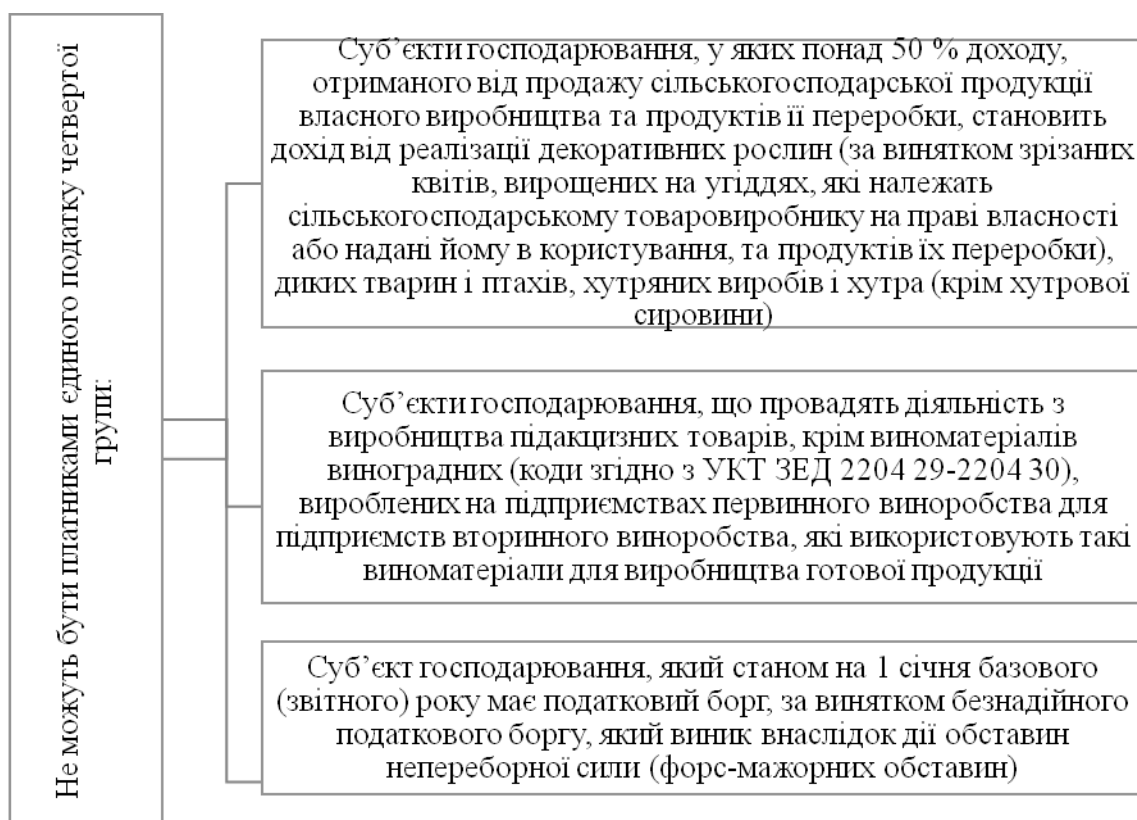 Не можуть бути платниками єдиного податку четвертої
групи:
Суб’єкти господарювання, у яких понад 50 % доходу,
отриманого від продажу сільськогосподарської продукції
власного виробництва та продуктів її переробки, становить
дохід від реалізації декоративних рослин (за винятком зрізаних
квітів, вирощених на угіддях, які належать
сільськогосподарському товаровиробнику на праві власності
або надані йому в користування, та продуктів їх переробки),
диких тварин і птахів, хутряних виробів і хутра (крім хутрової
сировини)
Суб’єкти господарювання, що провадять діяльність з
виробництва підакцизних товарів, крім виноматеріалів
виноградних (коди згідно з УКТ ЗЕД 2204 29-2204 30),
вироблених на підприємствах первинного виноробства для
підприємств вторинного виноробства, які використовують такі
виноматеріали для виробництва готової продукції
Суб’єкт господарювання, який станом на 1 січня базового
(звітного) року має податковий борг, за винятком безнадійного
податкового боргу, який виник внаслідок дії обставин
непереборної сили (форс-мажорних обставин)